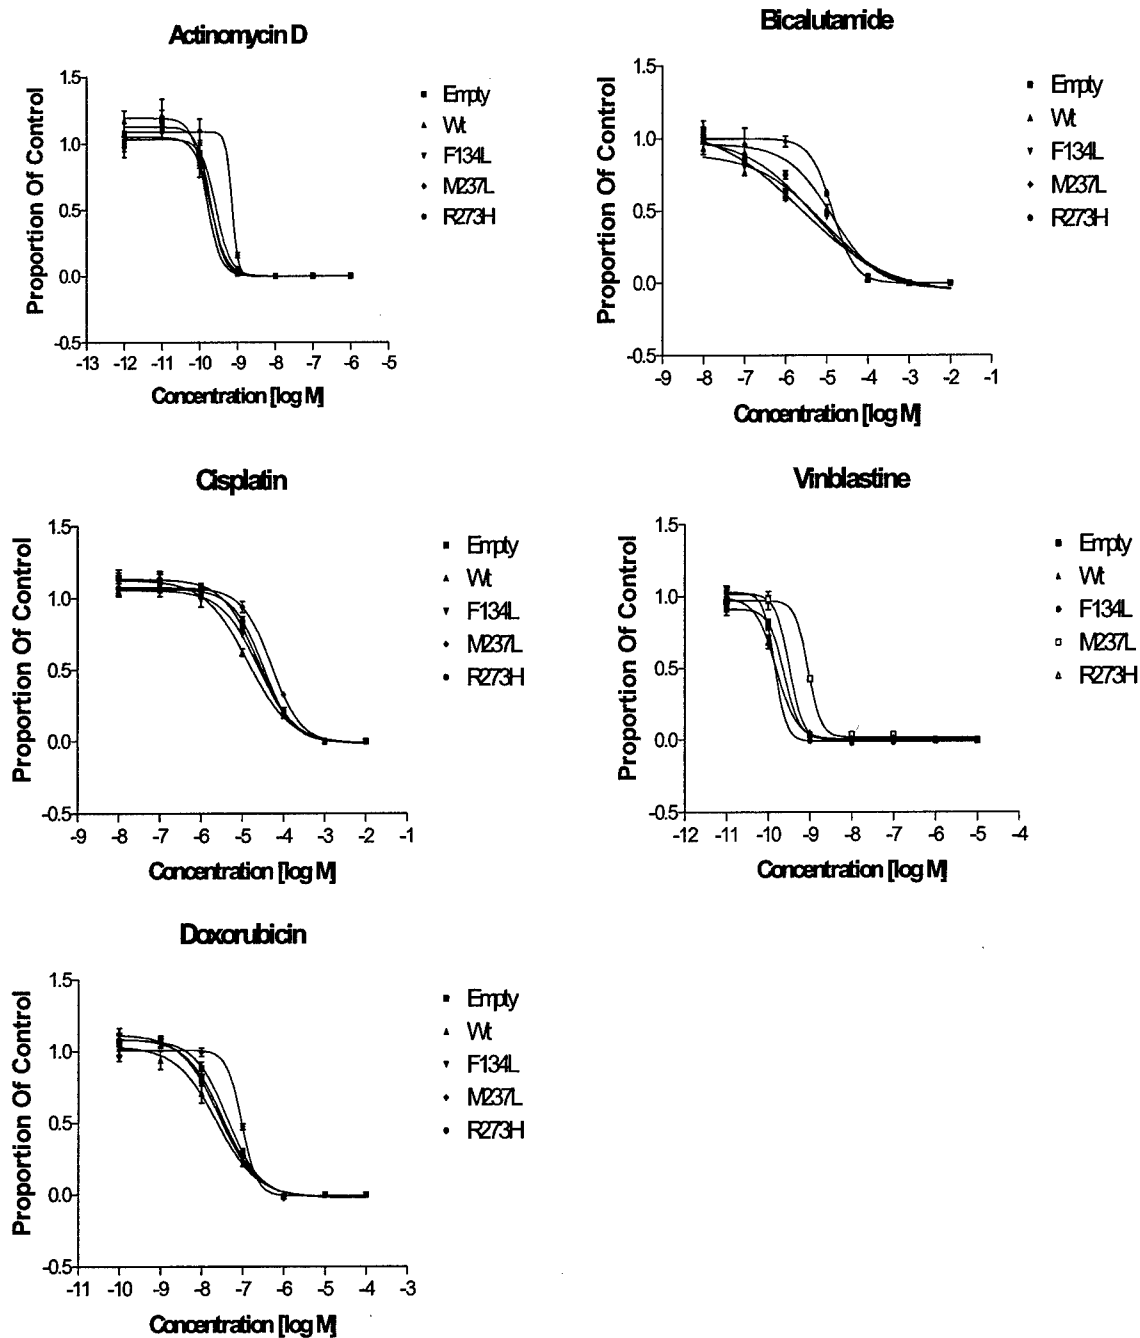 Actinomycin D
1.5
1.0
0.5
0.0
-0.5
Proportion Of Control
-13 -12 -11 -10 -9 -8 -7 -6 -5
Concentration [log M]
Empty
Wt
F134L
M237L
R273H
Bicalutamide
1.5
1.0
0.5
0.0
-0.5
Proportion Of Control
-9 -8 -7 -6 -5 -4 -3 -2 -1
Concentration [log M]
Empty
Wt
F134L
M237L
R273H
Cisplatin
1.5
1.0
0.5
0.0
-0.5
Proportion Of Control
-9 -8 -7 -6 -5 -4 -3 -2 -1
Concentration [log M]
Empty
Wt
F134L
M237L
R273H
Vinblastine
1.5
1.0
0.5
0.0
-0.5
Proportion Of Control
-12 -11 -10 -9 -8 -7 -6 -5 -4
Concentration [log M]
Empty
Wt
F134L
M237L
R273H
Doxorubicin
1.5
1.0
0.5
0.0
-0.5
Proportion Of Control
-11 -10 -9 -8 -7 -6 -5 -4 -3
Concentration [log M]
Empty
Wt
F134L
M237L
R273H